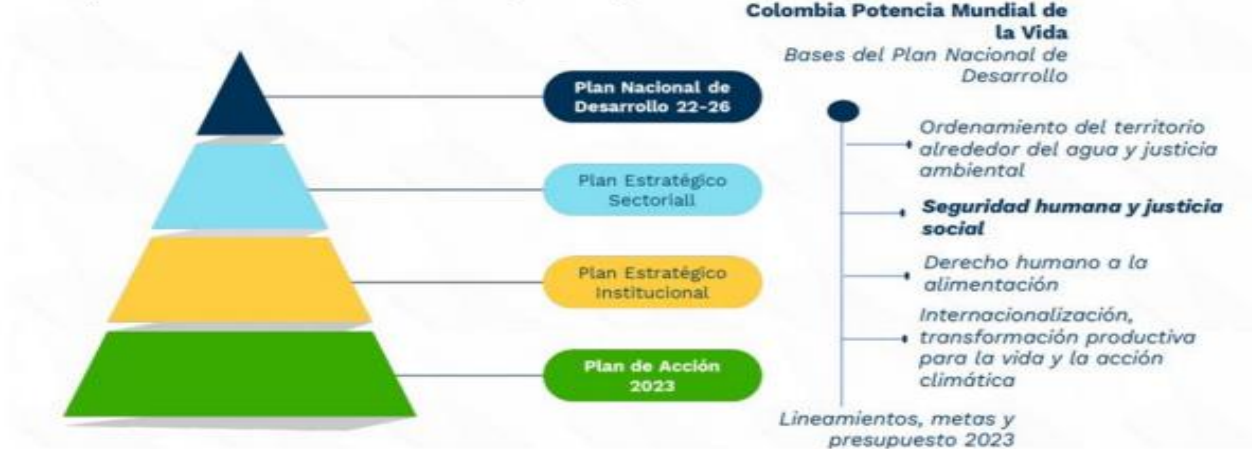 Plan Nacional de
Desarrollo 22-26
Plan Estratégico
Sectoriall
Plan Estratégico
Institucional
Plan de Acción
2023
Colombia Potencia Mundial de
la Vida
Bases del Plan Nacional de
Desarrollo
Ordenamiento del territorio
alrededor del agua y justicia
ambiental
Seguridad humana y justicia
social
Derecho humano a la
alimentación
Internacionalización,
transformación productiva
para la vida y la acción
climática
Lineamientos, metas y
presupuesto 2023